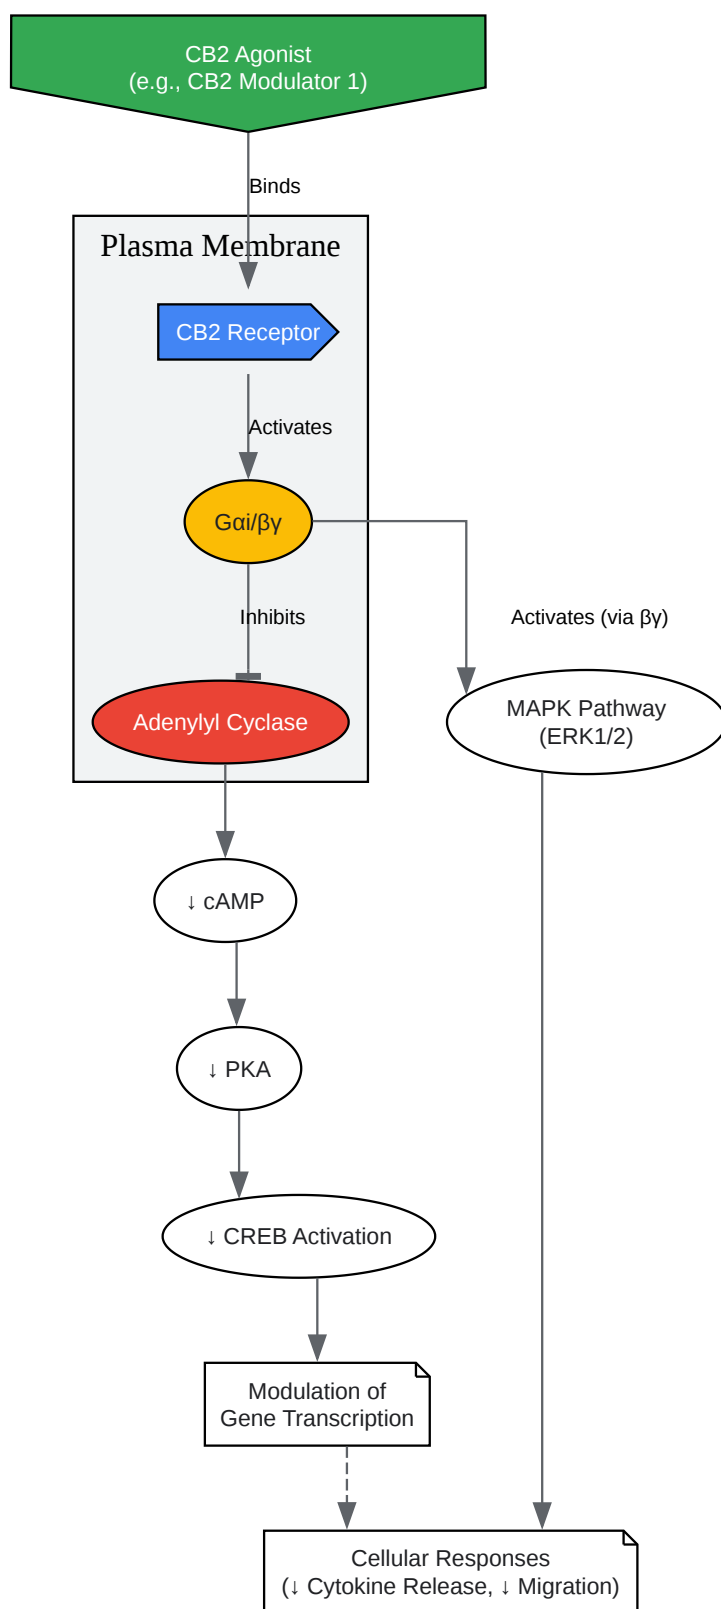 CB2 Agonist
(e.g., CB2 Modulator 1)
Binds
Plasma Membrane
CB2 Receptor
Activates
Gαi/βγ
Inhibits
Activates (via βγ)
Adenylyl Cyclase
MAPK Pathway
(ERK1/2)
↓ cAMP
↓ PKA
↓ CREB Activation
Modulation of
Gene Transcription
Cellular Responses
(↓ Cytokine Release, ↓ Migration)